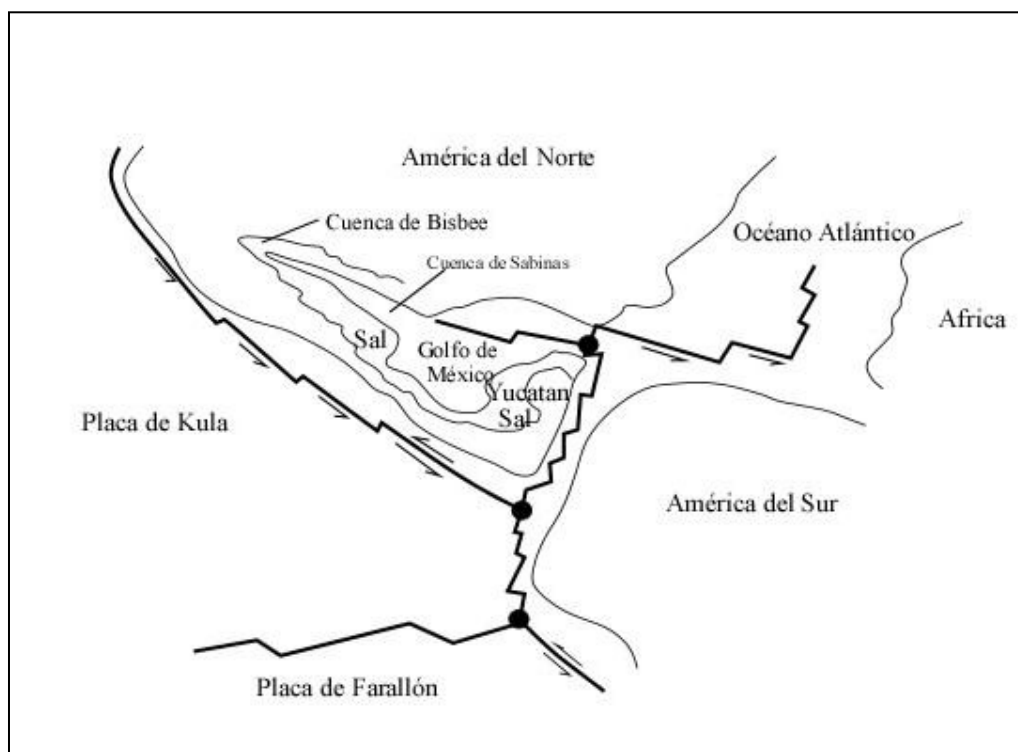 América del Norte
Cuenca de Bisbee
Océano Atlántico
Cuenca de Sabinas
Africa
Sal
Golfo de
México
Yucatan
Sal
Placa de Kula
América del Sur
Placa de Farallón